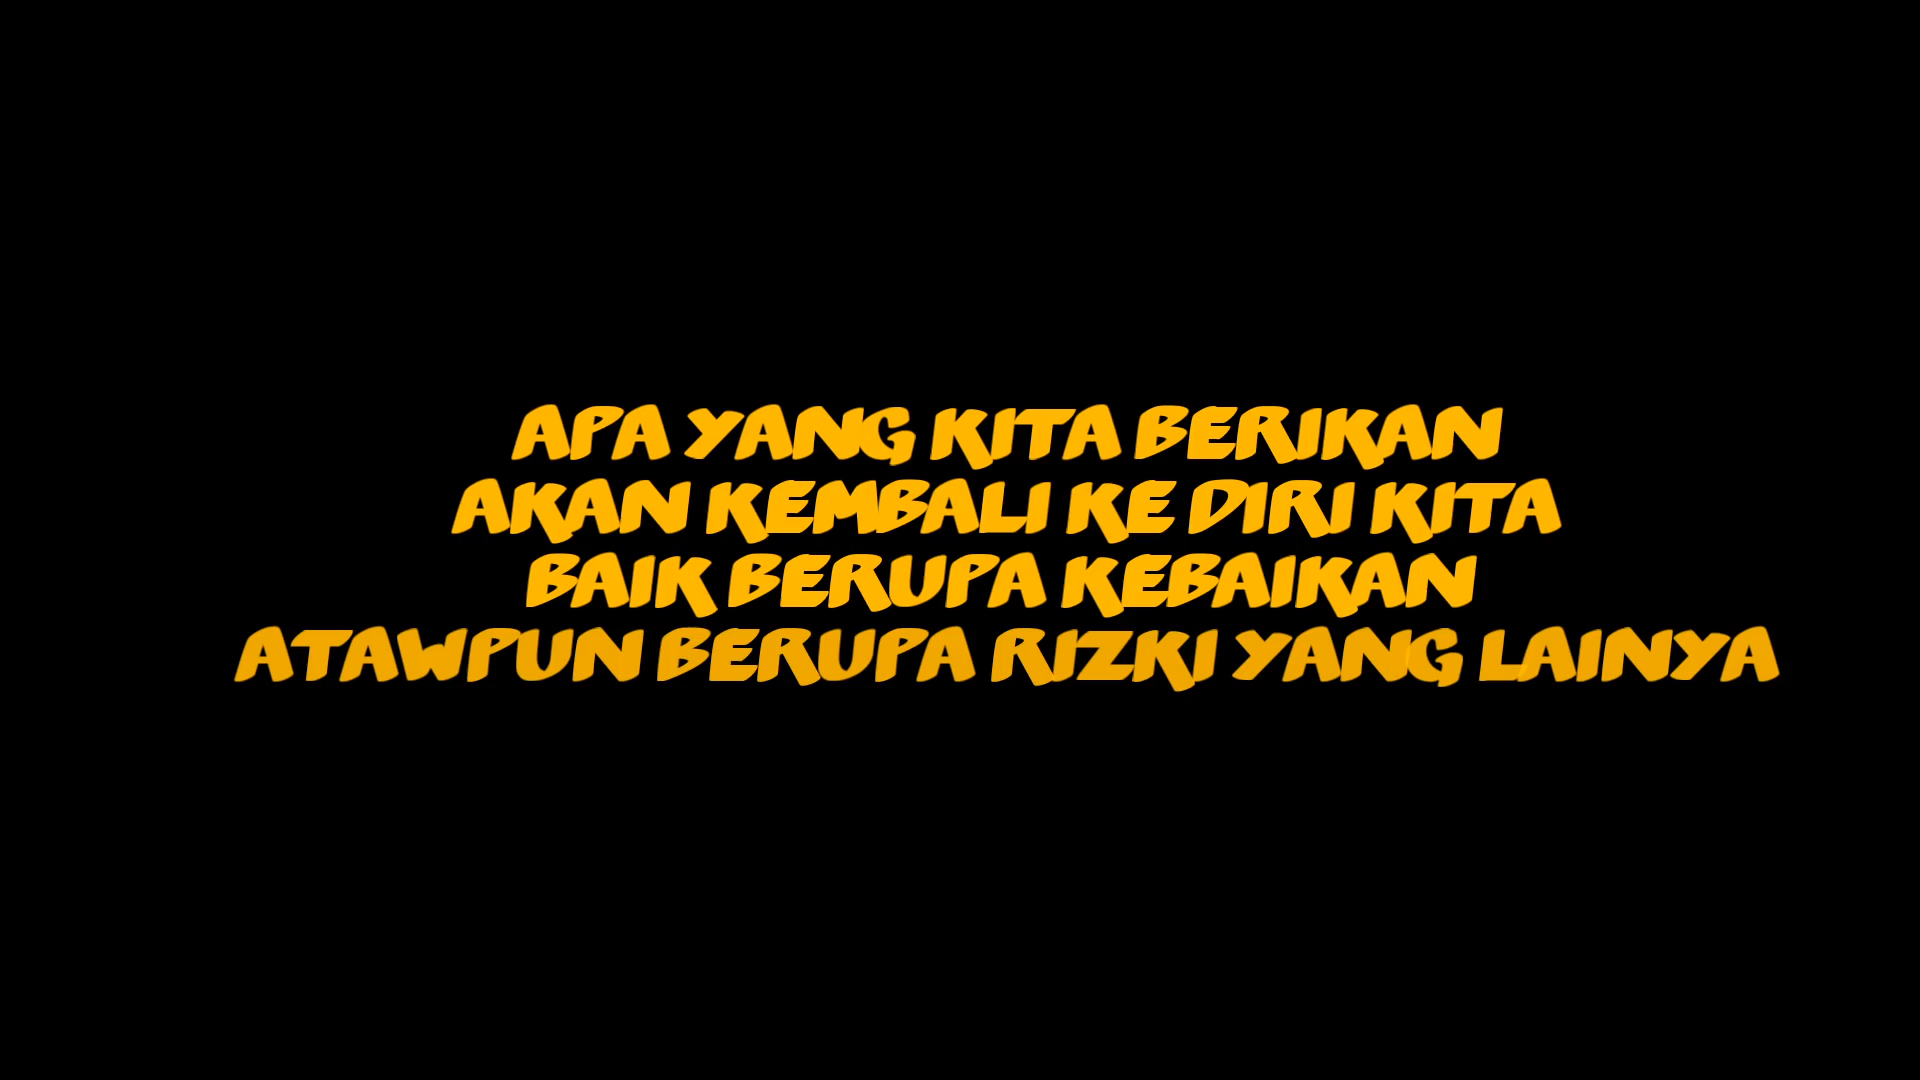 APA YANG KITA BERIKAN
AKAN KEMBALI KE DIRI KITA
BAIK BERUPA KEBAIKAN
ATAWPUN BERUPA RIZKI YANG LAINYA